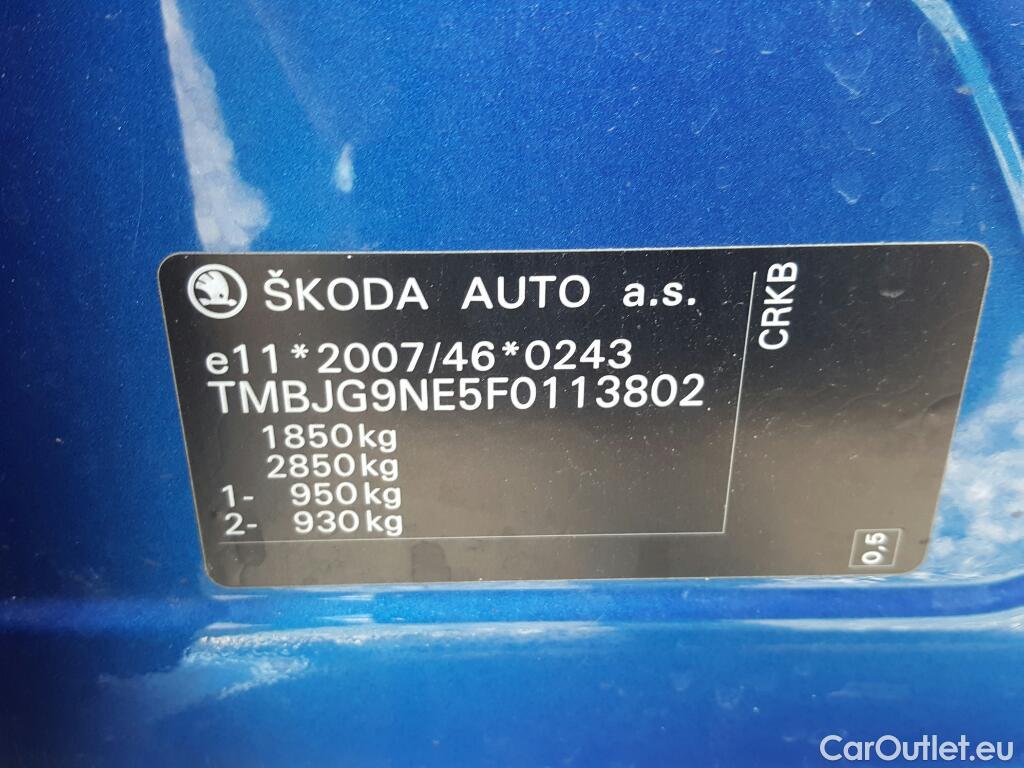 ŠKODA AUTO a.s.
e11*2007/46*0243
TMBJG9NE5F0113802
1850kg
2850kg
1- 950kg
2- 930kg
CRKB
0,5
CarOutlet.eu